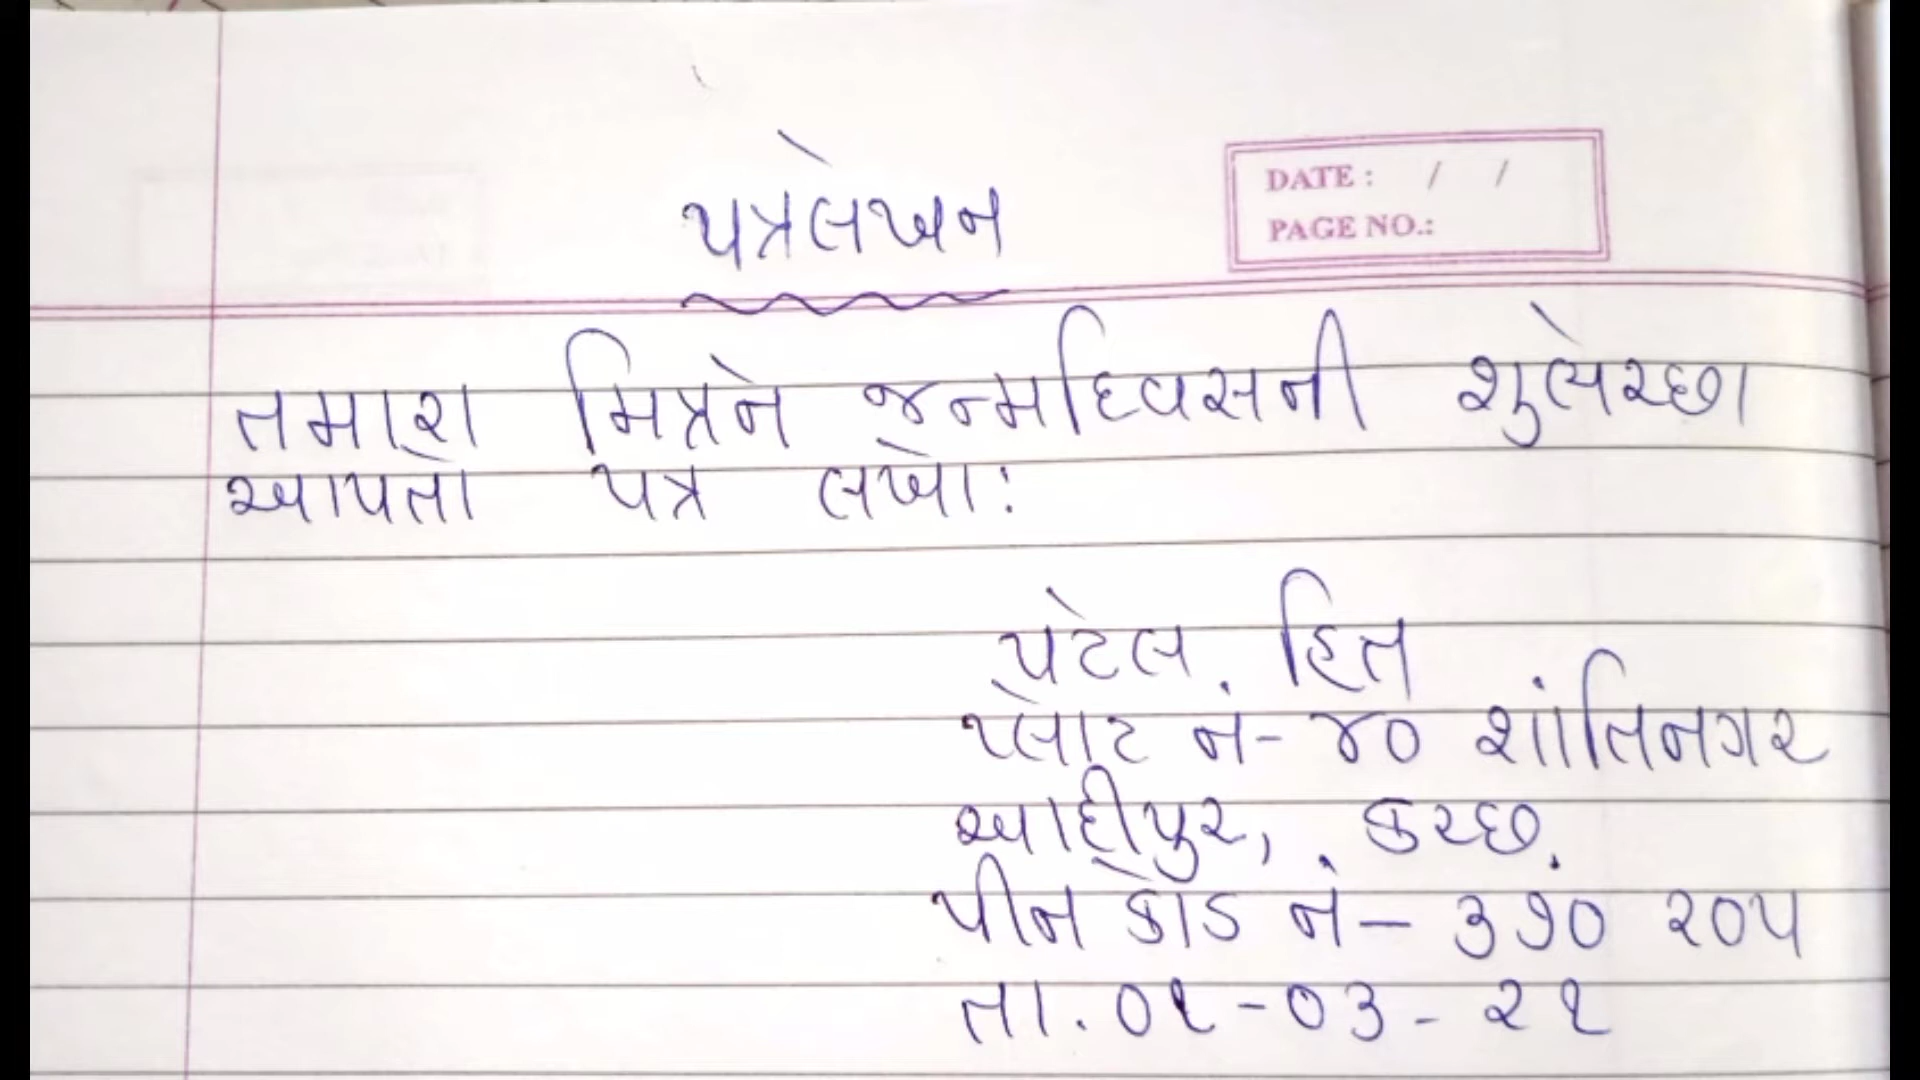 પત્રલેખન
DATE: / /
PAGE NO.:
તમારા મિત્રને જન્મદિવસની શુભેચ્છા
આપતો પત્ર લખો:
પટેલ હિત
પ્લોટ નં- ૪૦ શાંતિનગર
આદીપુર, કચ્છ.
પીન કોડ નં- ૩૭૦ ૨૦૫
તા. ૦૧-૦૩-૨૧